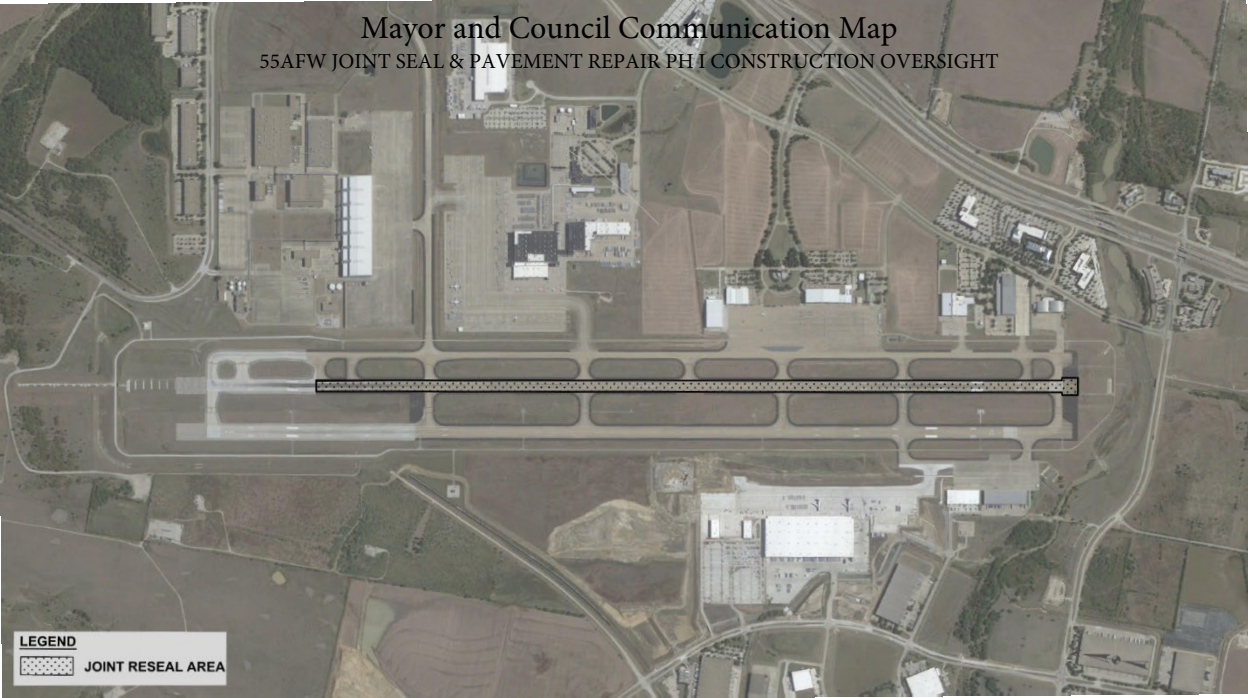 Mayor and Council Communication Map
55AFW JOINT SEAL & PAVEMENT REPAIR PH I CONSTRUCTION OVERSIGHT
LEGEND
JOINT RESEAL AREA